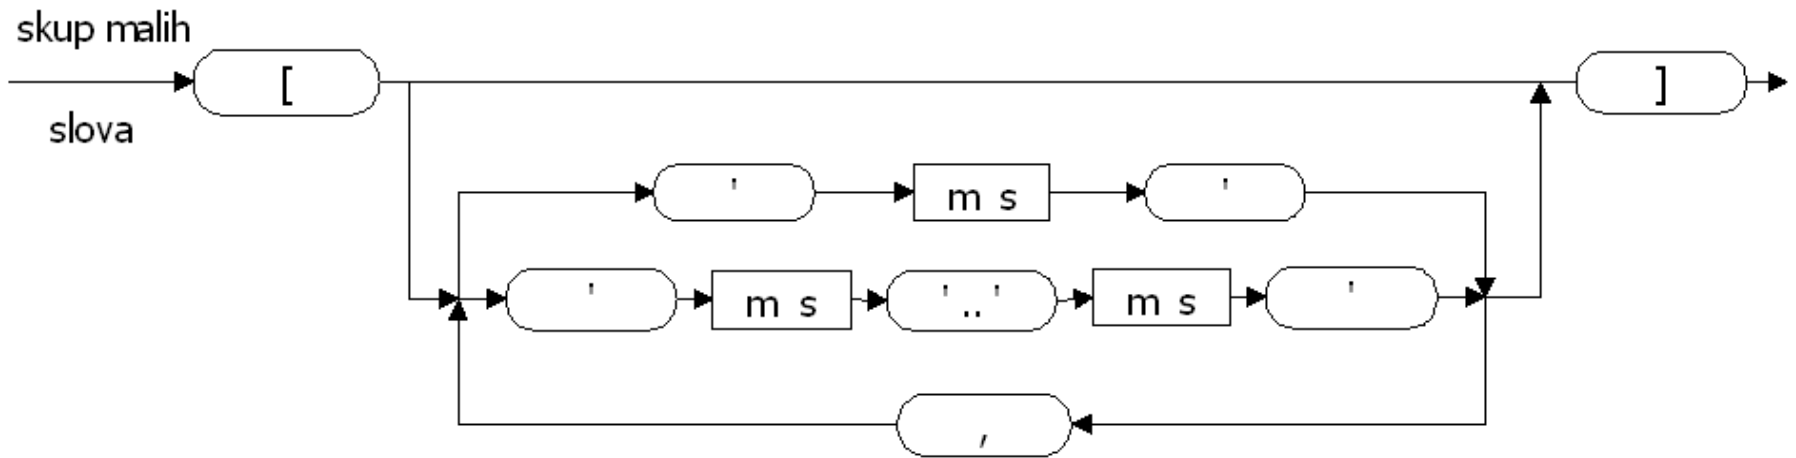 skup malih
[ ]
slova
' m s '
' m s '..' m s '
,